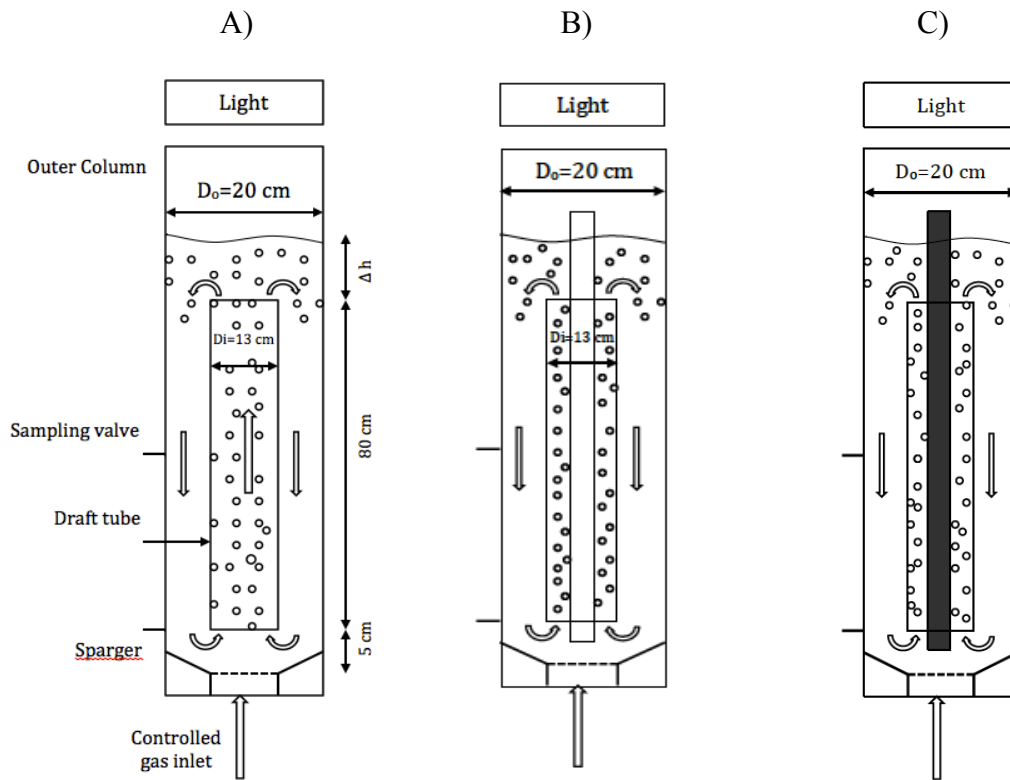 A)
B)
C)
Light
Light
Light
Outer Column
Dₒ=20 cm
Dₒ=20 cm
Dₒ=20 cm
Δ h
Di=13 cm
Di=13 cm
Sampling valve
80 cm
Draft tube
Sparger
5 cm
Controlled
gas inlet